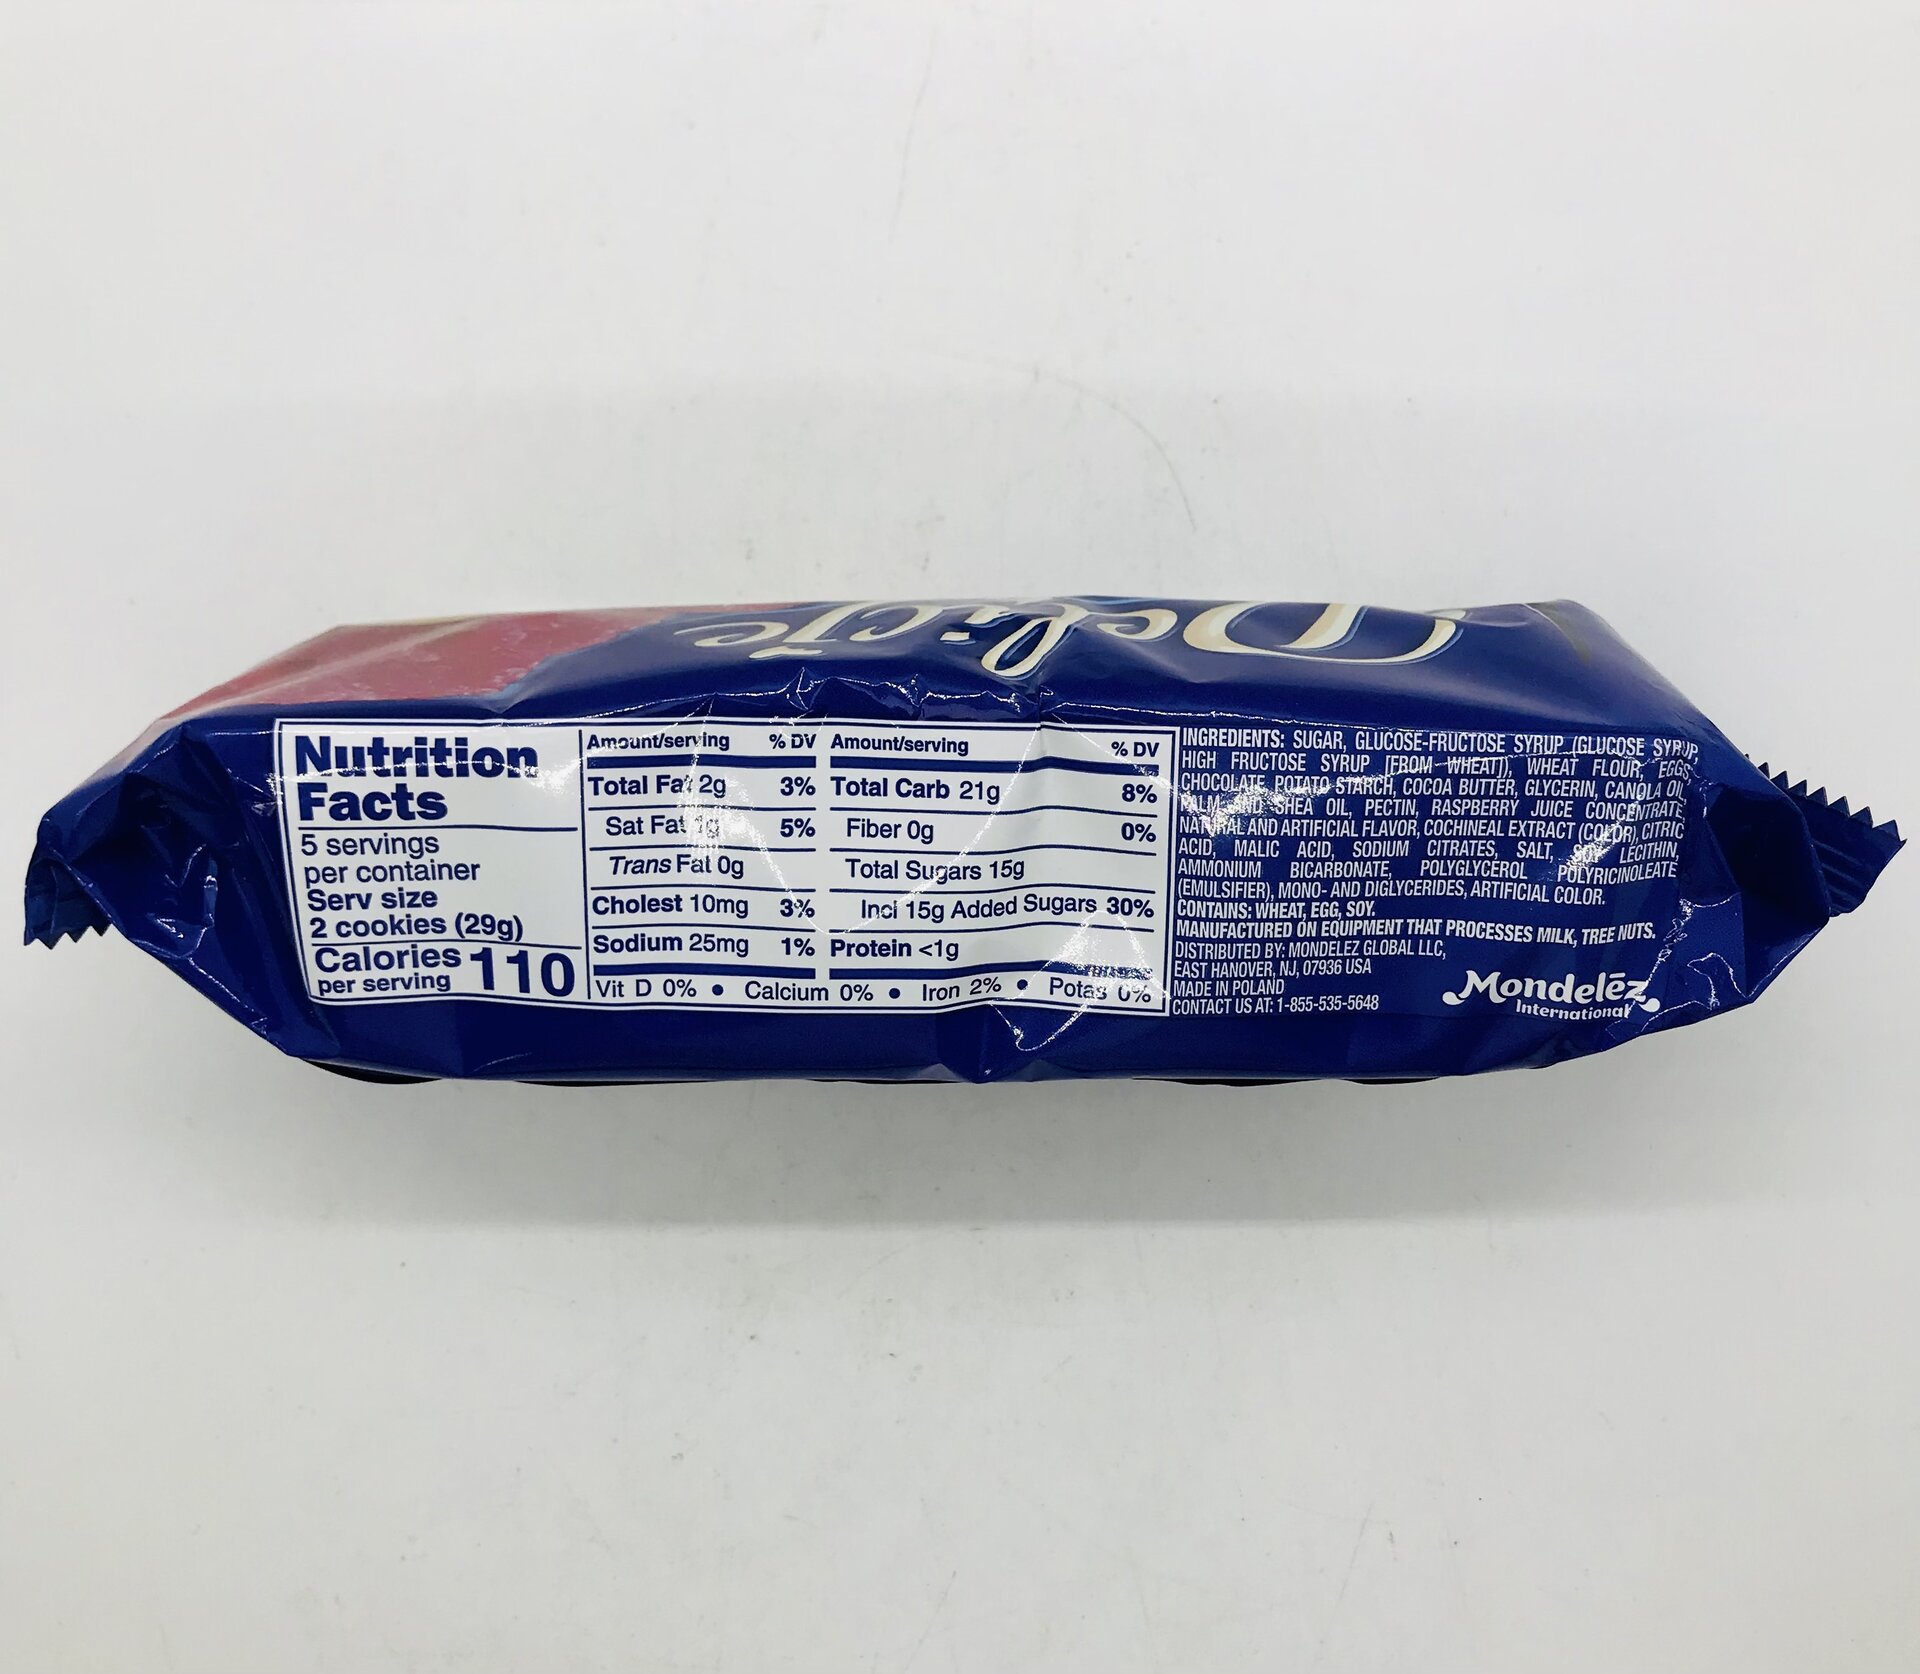 Delicje
Nutrition
Facts
5 servings
per container
Serv size
2 cookies (29g)
Calories 110
per serving
Amount/serving % DV
Total Fat 2g 3%
Sat Fat 1g 5%
Trans Fat 0g
Cholest 10mg 3%
Sodium 25mg 1%
Amount/serving % DV
Total Carb 21g 8%
Fiber 0g 0%
Total Sugars 15g
Incl 15g Added Sugars 30%
Protein <1g
Vit D 0% • Calcium 0% • Iron 2% • Potas 0%
INGREDIENTS: SUGAR, GLUCOSE-FRUCTOSE SYRUP (GLUCOSE SYRUP,
HIGH FRUCTOSE SYRUP [FROM WHEAT]), WHEAT FLOUR, EGGS,
CHOCOLATE, POTATO STARCH, COCOA BUTTER, GLYCERIN, CANOLA OIL,
PALM AND SHEA OIL, PECTIN, RASPBERRY JUICE CONCENTRATE,
NATURAL AND ARTIFICIAL FLAVOR, COCHINEAL EXTRACT (COLOR), CITRIC
ACID, MALIC ACID, SODIUM CITRATES, SALT, SOY LECITHIN,
AMMONIUM BICARBONATE, POLYGLYCEROL POLYRICINOLEATE
(EMULSIFIER), MONO- AND DIGLYCERIDES, ARTIFICIAL COLOR.
CONTAINS: WHEAT, EGG, SOY.
MANUFACTURED ON EQUIPMENT THAT PROCESSES MILK, TREE NUTS.
DISTRIBUTED BY: MONDELEZ GLOBAL LLC,
EAST HANOVER, NJ, 07936 USA
MADE IN POLAND
CONTACT US AT: 1-855-535-5648
Mondelēz
International